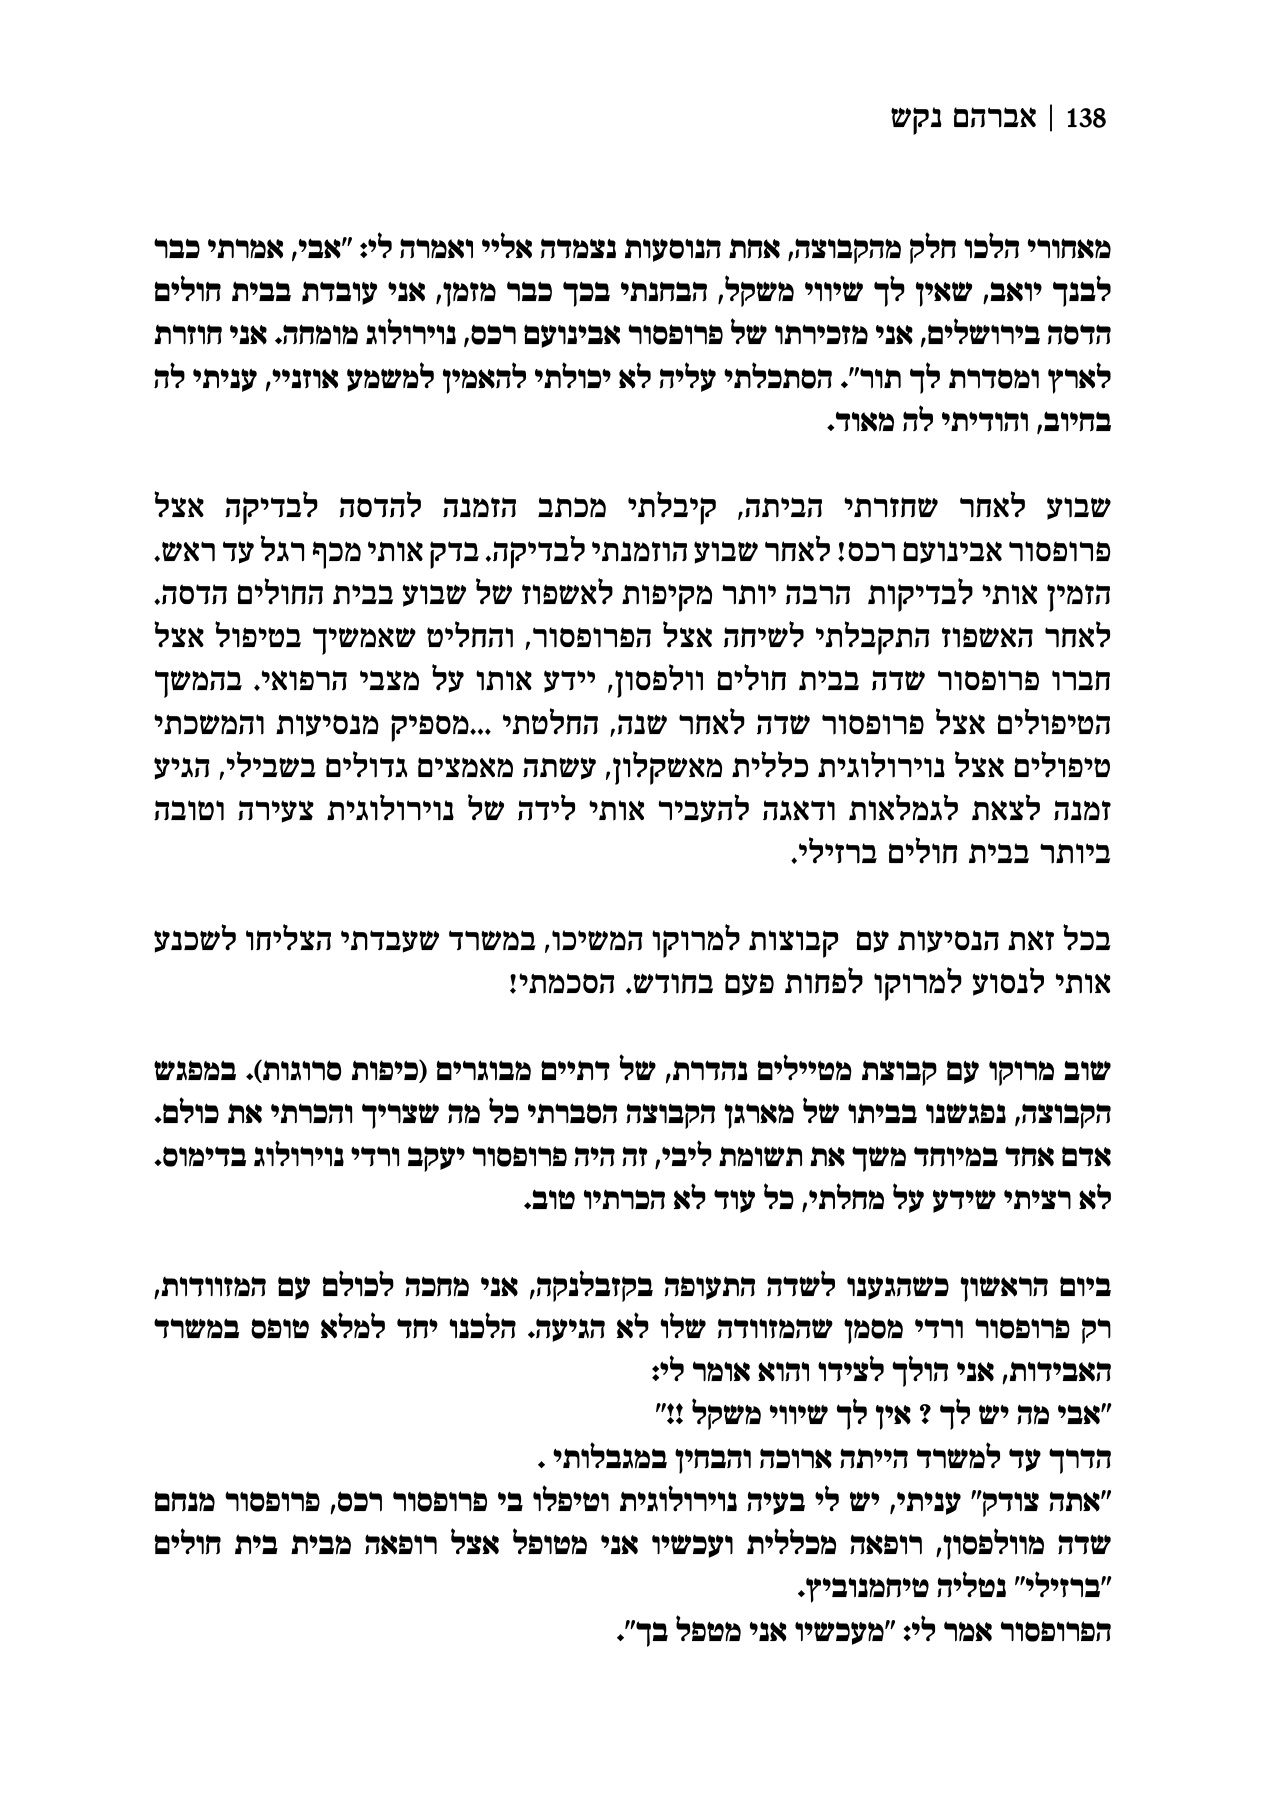 138 | אברהם נקש
מאחורי הלכו חלק מהקבוצה, אחת הנוסעות נצמדה אליי ואמרה לי: "אבי, אמרתי כבר
לבנך יואב, שאין לך שיווי משקל, הבחנתי בכך כבר מזמן, אני עובדת בבית חולים
הדסה בירושלים, אני מזכירתו של פרופסור אבינועם רכס, נוירולוג מומחה. אני חוזרת
לארץ ומסדרת לך תור". הסתכלתי עליה לא יכולתי להאמין למשמע אוזניי, עניתי לה
בחיוב, והודיתי לה מאוד.
שבוע לאחר שחזרתי הביתה, קיבלתי מכתב הזמנה להדסה לבדיקה אצל
פרופסור אבינועם רכס! לאחר שבוע הוזמנתי לבדיקה. בדק אותי מכף רגל עד ראש.
הזמין אותי לבדיקות הרבה יותר מקיפות לאשפוז של שבוע בבית החולים הדסה.
לאחר האשפוז התקבלתי לשיחה אצל הפרופסור, והחליט שאמשיך בטיפול אצל
חברו פרופסור שדה בבית חולים וולפסון, יידע אותו על מצבי הרפואי. בהמשך
הטיפולים אצל פרופסור שדה לאחר שנה, החלטתי ...מספיק מנסיעות והמשכתי
טיפולים אצל נוירולוגית כללית מאשקלון, עשתה מאמצים גדולים בשבילי, הגיע
זמנה לצאת לגמלאות ודאגה להעביר אותי לידה של נוירולוגית צעירה וטובה
ביותר בבית חולים ברזילי.
בכל זאת הנסיעות עם קבוצות למרוקו המשיכו, במשרד שעבדתי הצליחו לשכנע
אותי לנסוע למרוקו לפחות פעם בחודש. הסכמתי!
שוב מרוקו עם קבוצת מטיילים נהדרת, של דתיים מבוגרים (כיפות סרוגות). במפגש
הקבוצה, נפגשנו בביתו של מארגן הקבוצה הסברתי כל מה שצריך והכרתי את כולם.
אדם אחד במיוחד משך את תשומת ליבי, זה היה פרופסור יעקב ורדי נוירולוג בדימוס.
לא רציתי שידע על מחלתי, כל עוד לא הכרתיו טוב.
ביום הראשון כשהגענו לשדה התעופה בקזבלנקה, אני מחכה לכולם עם המזוודות,
רק פרופסור ורדי מסמן שהמזוודה שלו לא הגיעה. הלכנו יחד למלא טופס במשרד
האבידות, אני הולך לצידו והוא אומר לי:
"אבי מה יש לך ? אין לך שיווי משקל !!"
הדרך עד למשרד הייתה ארוכה והבחין במגבלותי .
"אתה צודק" עניתי, יש לי בעיה נוירולוגית וטיפלו בי פרופסור רכס, פרופסור מנחם
שדה מוולפסון, רופאה מכללית ועכשיו אני מטופל אצל רופאה מבית בית חולים
"ברזילי" נטליה טיחמנוביץ.
הפרופסור אמר לי: "מעכשיו אני מטפל בך".